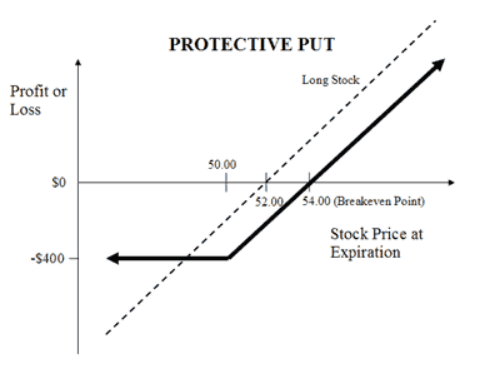 PROTECTIVE PUT
Long Stock
Profit or
Loss
50.00
$0
52.00
54.00 (Breakeven Point)
Stock Price at
Expiration
-$400